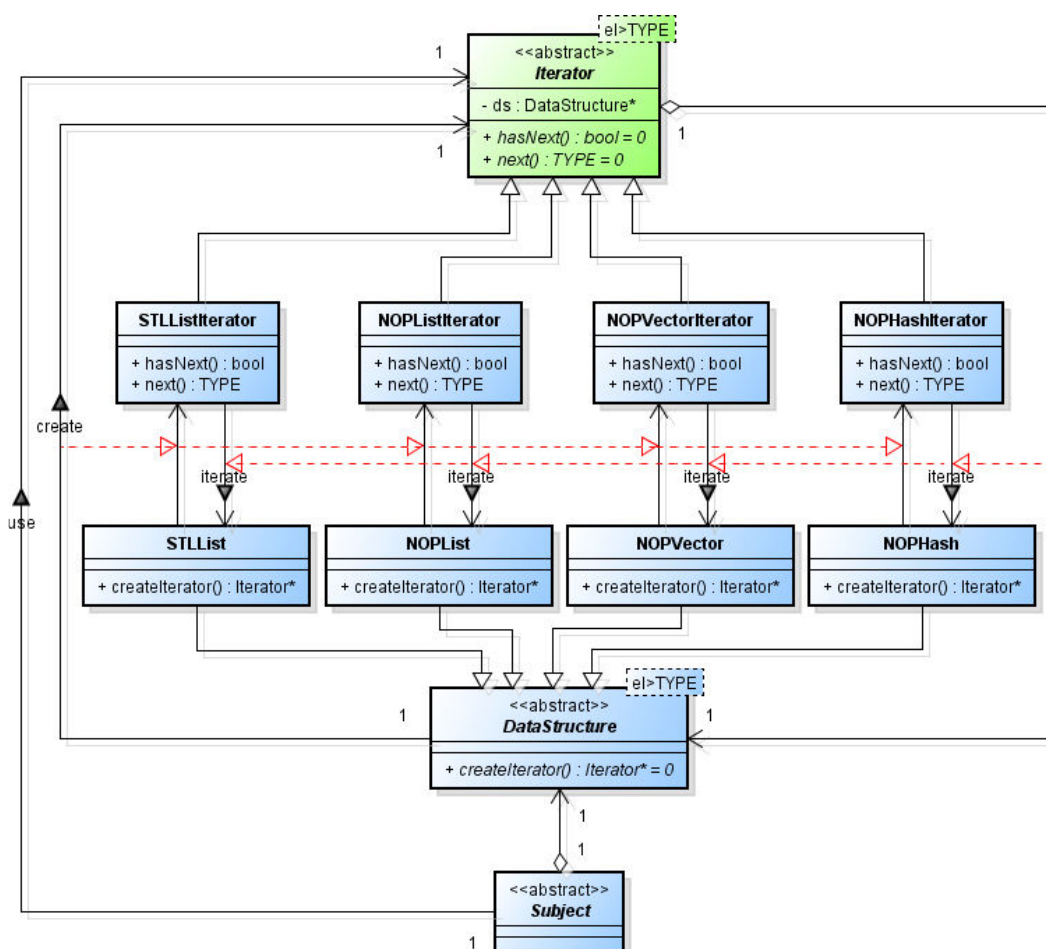 el>TYPE
1
<<abstract>>
Iterator
- ds : DataStructure*
1
1
+ hasNext() : bool = 0
+ next() : TYPE = 0
STLListIterator
NOPListIterator
NOPVectorIterator
NOPHashIterator
+ hasNext() : bool
+ next() : TYPE
+ hasNext() : bool
+ next() : TYPE
+ hasNext() : bool
+ next() : TYPE
+ hasNext() : bool
+ next() : TYPE
create
iterate
iterate
iterate
iterate
use
STLList
NOPList
NOPVector
NOPHash
+ createIterator() : Iterator*
+ createIterator() : Iterator*
+ createIterator() : Iterator*
+ createIterator() : Iterator*
el>TYPE
1
<<abstract>>
1
DataStructure
+ createIterator() : Iterator* = 0
1
1
<<abstract>>
Subject
1